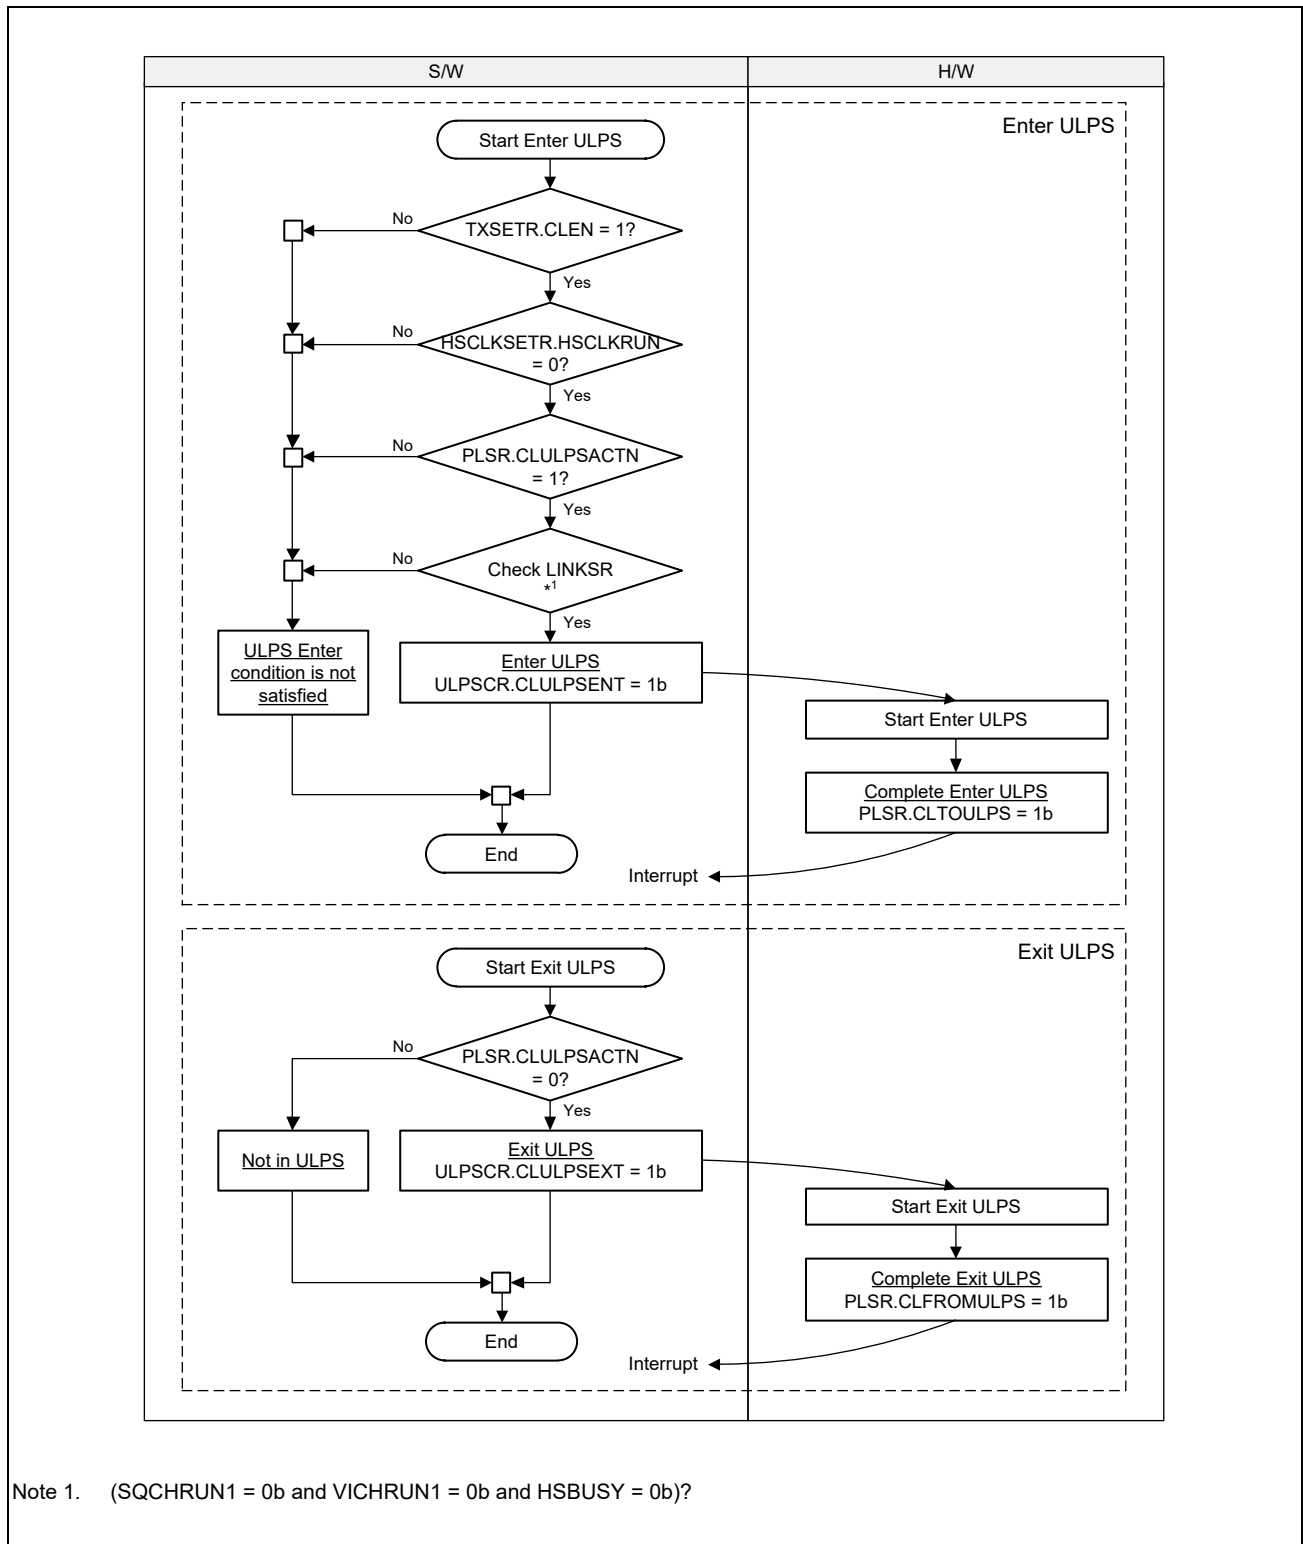 S/W
H/W
Enter ULPS
Start Enter ULPS
TXSETR.CLEN = 1?
No
Yes
HSCLKSETR.HSCLKRUN
= 0?
No
Yes
PLSR.CLULPSACTN
= 1?
No
Yes
Check LINKSR
*1
No
Yes
ULPS Enter
condition is not
satisfied
Enter ULPS
ULPSCR.CLULPSENT = 1b
Start Enter ULPS
Complete Enter ULPS
PLSR.CLTOULPS = 1b
End
Interrupt
Exit ULPS
Start Exit ULPS
PLSR.CLULPSACTN
= 0?
No
Yes
Not in ULPS
Exit ULPS
ULPSCR.CLULPSEXT = 1b
Start Exit ULPS
Complete Exit ULPS
PLSR.CLFROMULPS = 1b
End
Interrupt
Note 1. (SQCHRUN1 = 0b and VICHRUN1 = 0b and HSBUSY = 0b)?